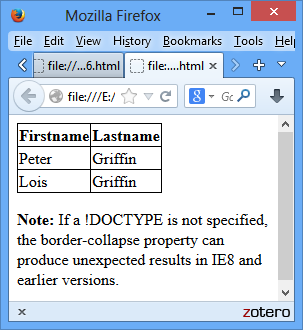 Mozilla Firefox
File Edit View History Bookmarks Tools Help
file://...6.html file:....html
file:///E:/
Firstname Lastname
Peter Griffin
Lois Griffin
Note: If a !DOCTYPE is not specified,
the border-collapse property can
produce unexpected results in IE8 and
earlier versions.
zotero